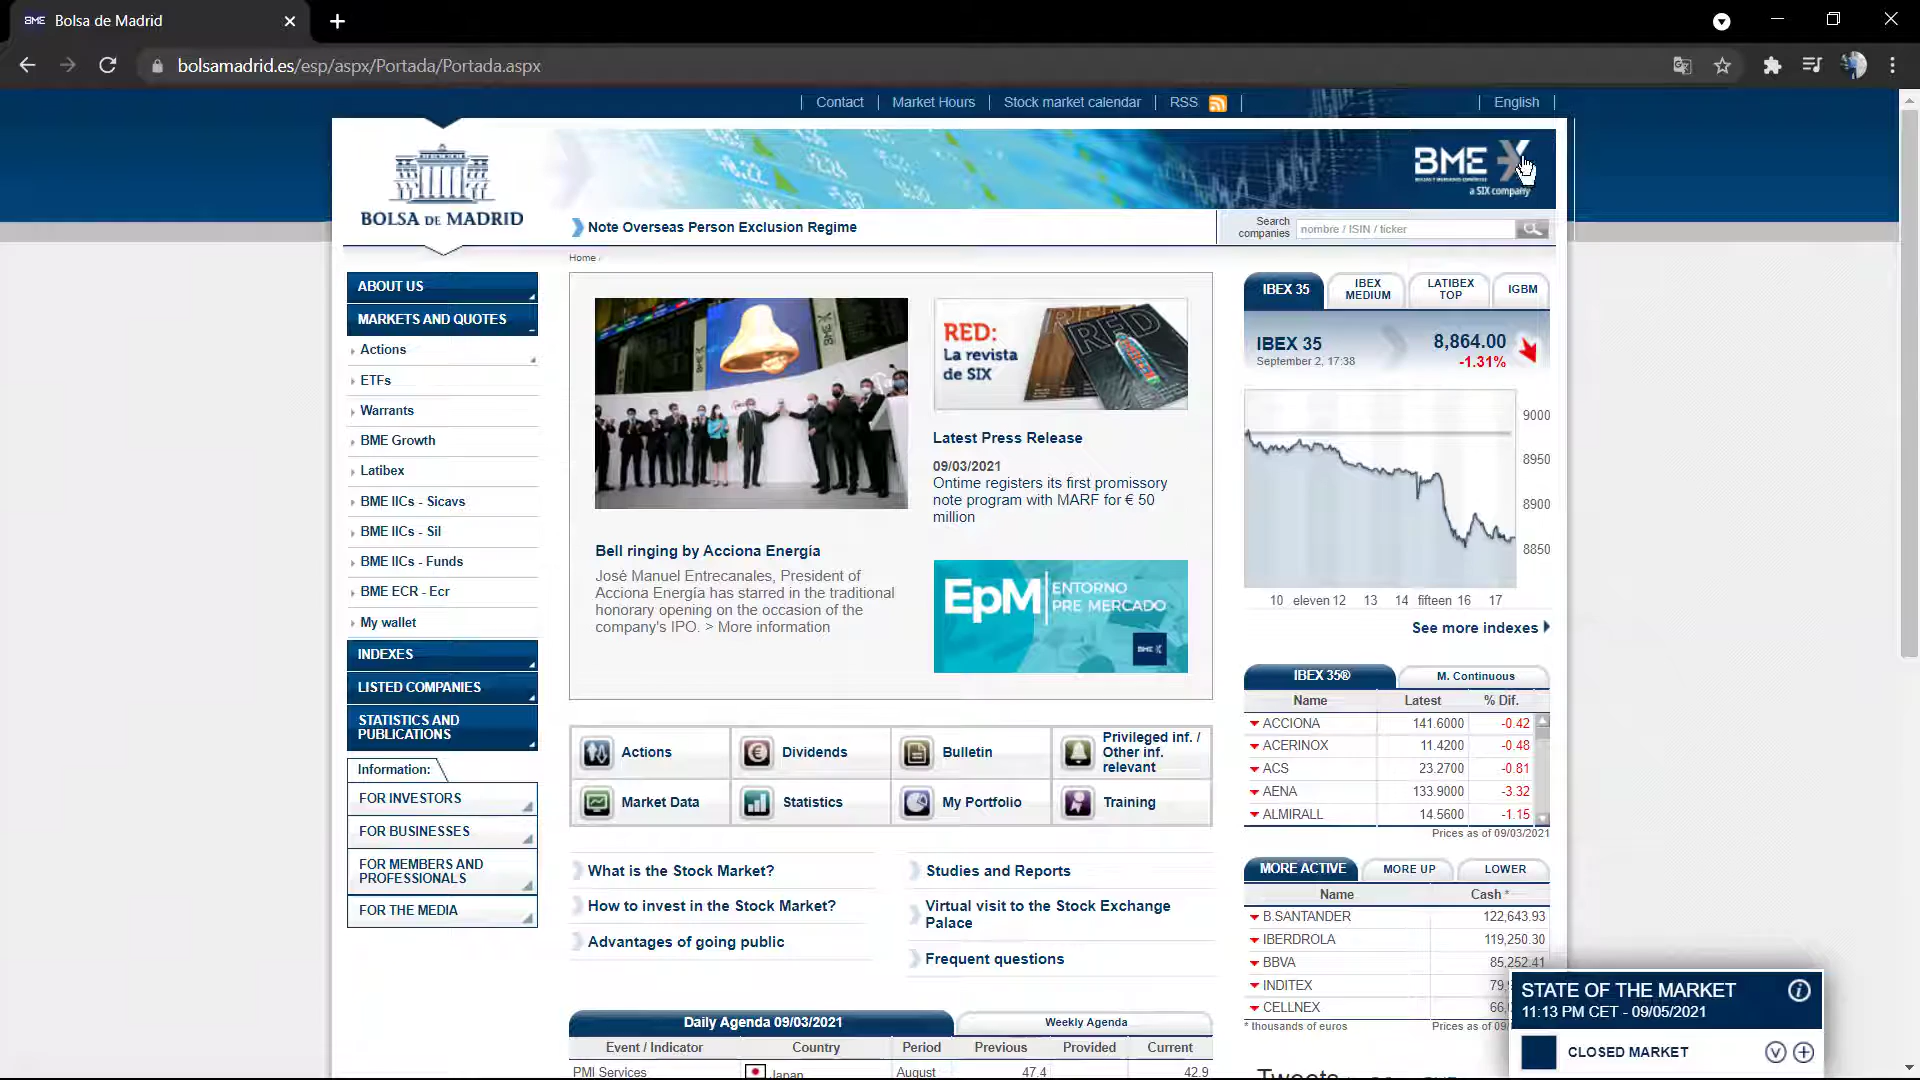 BME Bolsa de Madrid
bolsamadrid.es/esp/aspx/Portada/Portada.aspx
Contact Market Hours Stock market calendar RSS English
BOLSA DE MADRID
BME X
a SIX company
Note Overseas Person Exclusion Regime
Search companies nombre / ISIN / ticker
Home
ABOUT US
MARKETS AND QUOTES
Actions
ETFs
Warrants
BME Growth
Latibex
BME IICs - Sicavs
BME IICs - Sil
BME IICs - Funds
BME ECR - Ecr
My wallet
INDEXES
LISTED COMPANIES
STATISTICS AND
PUBLICATIONS
Information:
FOR INVESTORS
FOR BUSINESSES
FOR MEMBERS AND
PROFESSIONALS
FOR THE MEDIA
Bell ringing by Acciona Energía
José Manuel Entrecanales, President of
Acciona Energía has starred in the traditional
honorary opening on the occasion of the
company's IPO. > More information
RED:
La revista
de SIX
RED
Latest Press Release
09/03/2021
Ontime registers its first promissory
note program with MARF for € 50
million
EpM ENTORNO
PRE MERCADO
BME X
Actions Dividends Bulletin Privileged inf. /
Other inf.
relevant
Market Data Statistics My Portfolio Training
What is the Stock Market?
How to invest in the Stock Market?
Advantages of going public
Studies and Reports
Virtual visit to the Stock Exchange
Palace
Frequent questions
Daily Agenda 09/03/2021 Weekly Agenda
Event / Indicator Country Period Previous Provided Current
PMI Services Japan August 47.4 42.9
IBEX 35 IBEX MEDIUM LATIBEX TOP IGBM
IBEX 35 8,864.00
September 2, 17:38 -1.31%
9000
8950
8900
8850
10 eleven 12 13 14 fifteen 16 17
See more indexes
IBEX 35® M. Continuous
Name Latest % Dif.
ACCIONA 141.6000 -0.42
ACERINOX 11.4200 -0.48
ACS 23.2700 -0.81
AENA 133.9000 -3.32
ALMIRALL 14.5600 -1.15
Prices as of 09/03/2021
MORE ACTIVE MORE UP LOWER
Name Cash *
B.SANTANDER 122,643.93
IBERDROLA 119,250.30
BBVA 85,252.41
INDITEX
CELLNEX
* thousands of euros Prices as of
STATE OF THE MARKET
11:13 PM CET - 09/05/2021
CLOSED MARKET